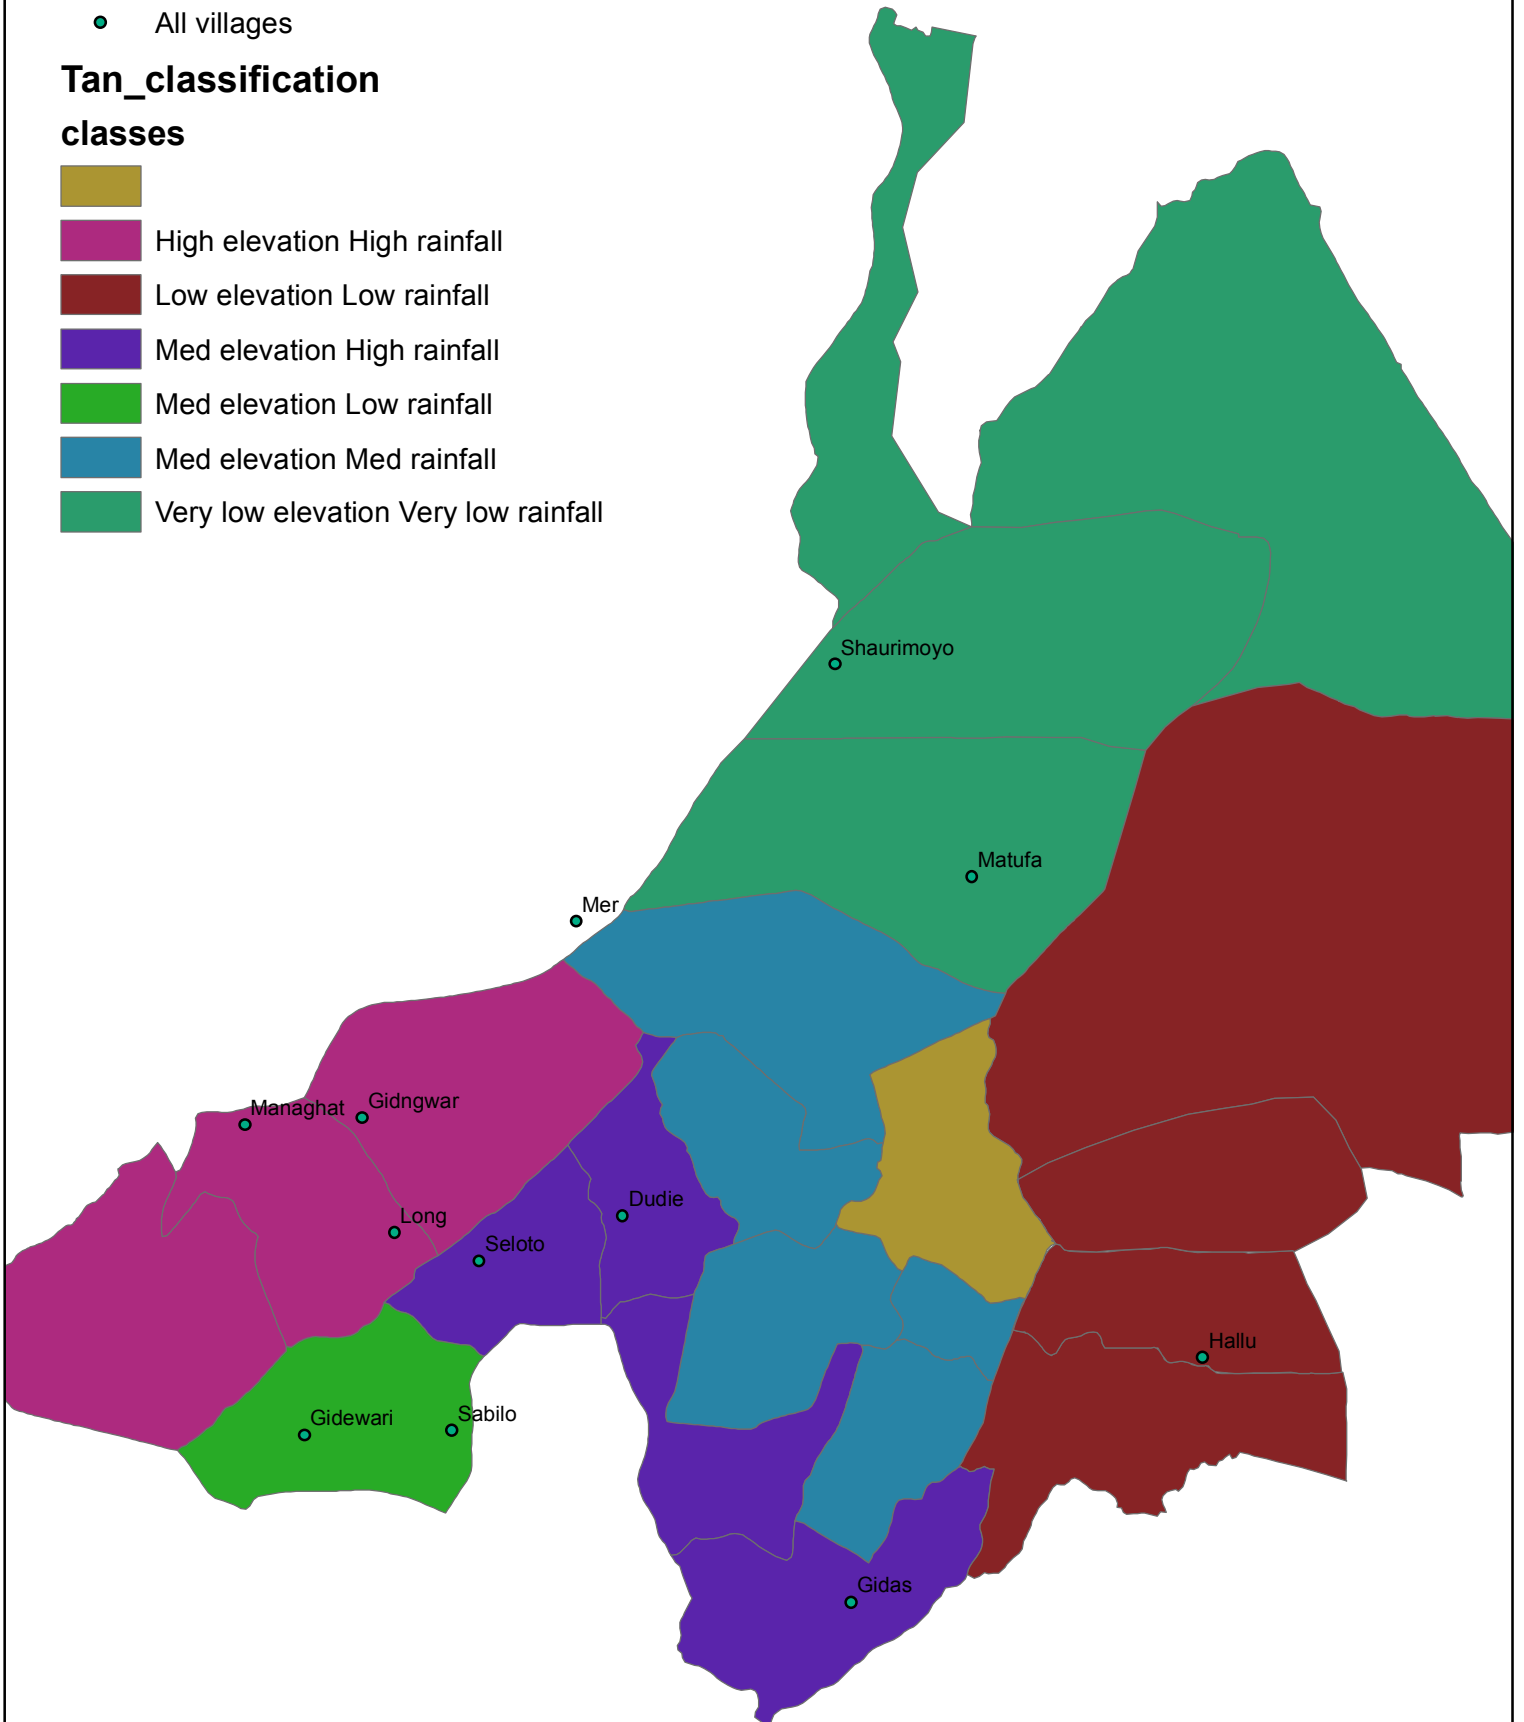 All villages
Tan_classification
classes
High elevation High rainfall
Low elevation Low rainfall
Med elevation High rainfall
Med elevation Low rainfall
Med elevation Med rainfall
Very low elevation Very low rainfall
Shaurimoyo
Matufa
Mer
Managhat
Gidngwar
Dudie
Long
Seloto
Hallu
Gidewari
Sabilo
Gidas